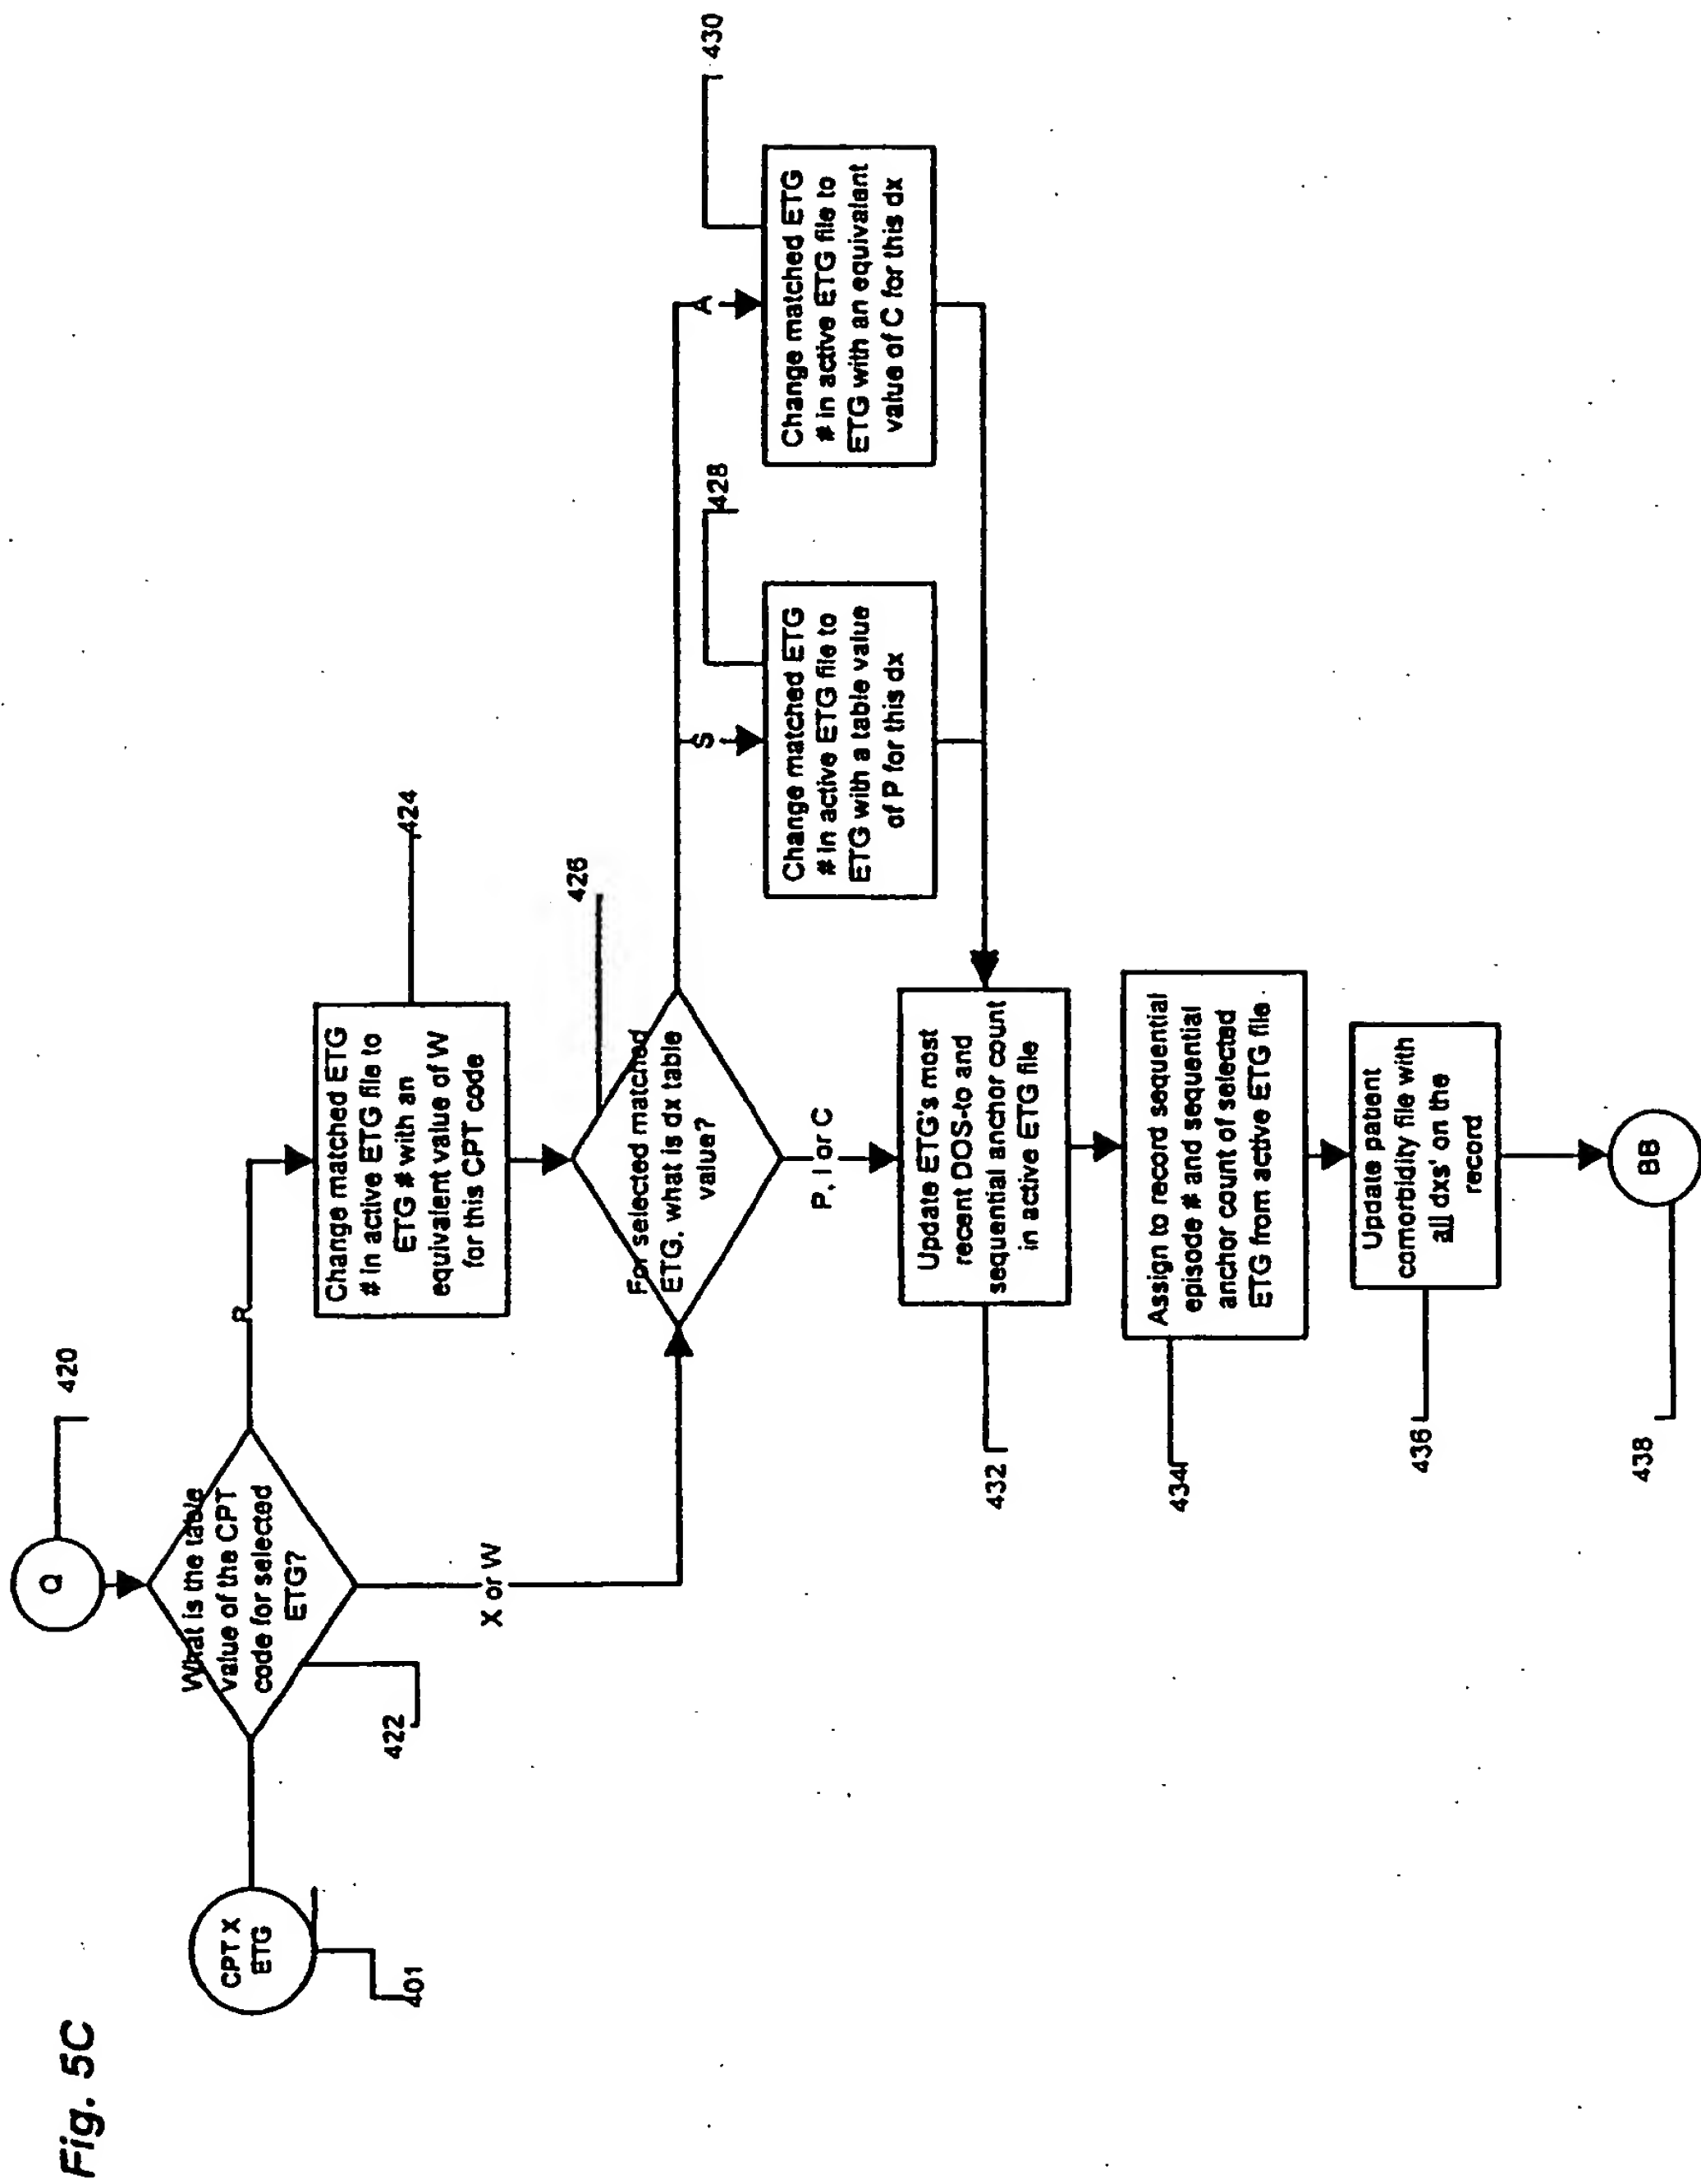 Fig. 5C
Q
420
What is the table
value of the CPT
code for selected
ETG?
422
CPT X
ETG
401
R
X or W
Change matched ETG
# in active ETG file to
ETG # with an
equivalent value of W
for this CPT code
424
For selected matched
ETG, what is dx table
value?
426
S
A
P, I or C
Change matched ETG
# in active ETG file to
ETG with a table value
of P for this dx
428
Change matched ETG
# in active ETG file to
ETG with an equivalent
value of C for this dx
430
Update ETG's most
recent DOS-to and
sequential anchor count
in active ETG file
432
Assign to record sequential
episode # and sequential
anchor count of selected
ETG from active ETG file
434
Update patient
comorbidity file with
all dxs' on the
record
436
BB
438